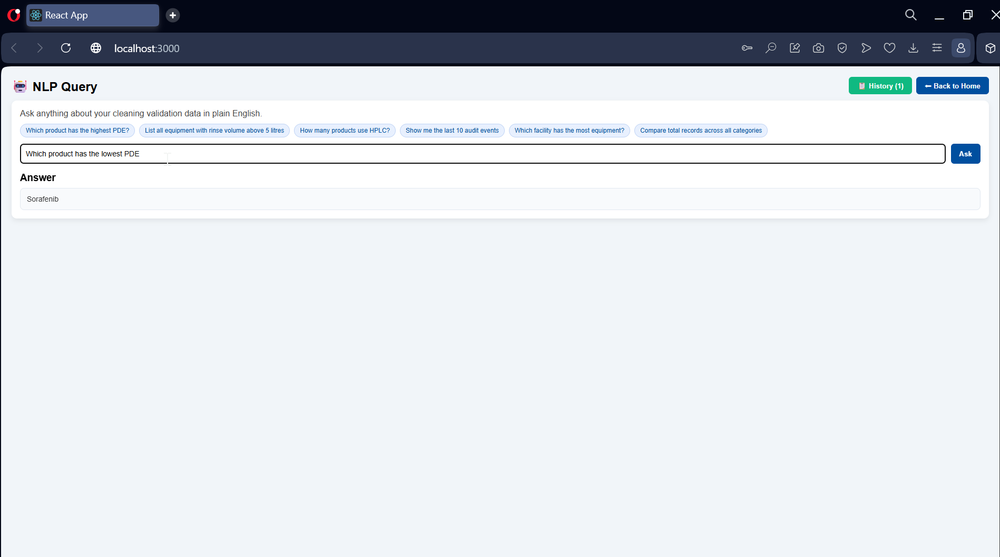 React App
localhost:3000
NLP Query
History (1)
Back to Home
Ask anything about your cleaning validation data in plain English.
Which product has the highest PDE?
List all equipment with rinse volume above 5 litres
How many products use HPLC?
Show me the last 10 audit events
Which facility has the most equipment?
Compare total records across all categories
Which product has the lowest PDE
Ask
Answer
Sorafenib